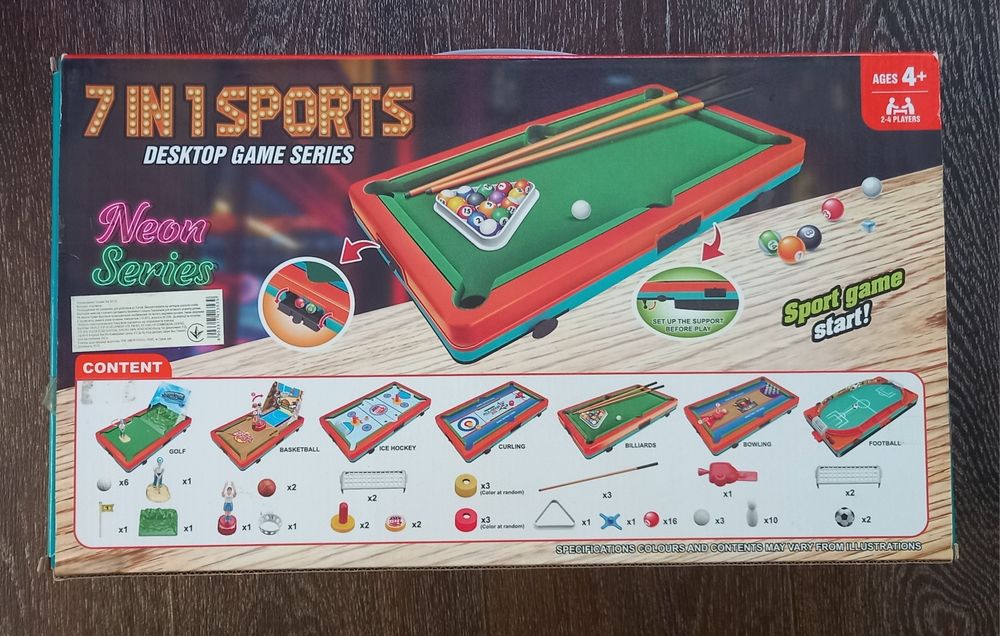 7 IN 1 SPORTS
DESKTOP GAME SERIES
AGES 4+
2-4 PLAYERS
Neon
Series
SET UP THE SUPPORT
BEFORE PLAY
Sport game
start!
CONTENT
GOLF
BASKETBALL
ICE HOCKEY
CURLING
BILLIARDS
BOWLING
FOOTBALL
x6
x1
x2
x2
x3
(Color at random)
x3
x1
x2
x1
x1
x1
x1
x2
x2
x3
(Color at random)
x1
x1
x16
x3
x10
x2
SPECIFICATIONS COLOURS AND CONTENTS MAY VARY FROM ILLUSTRATIONS